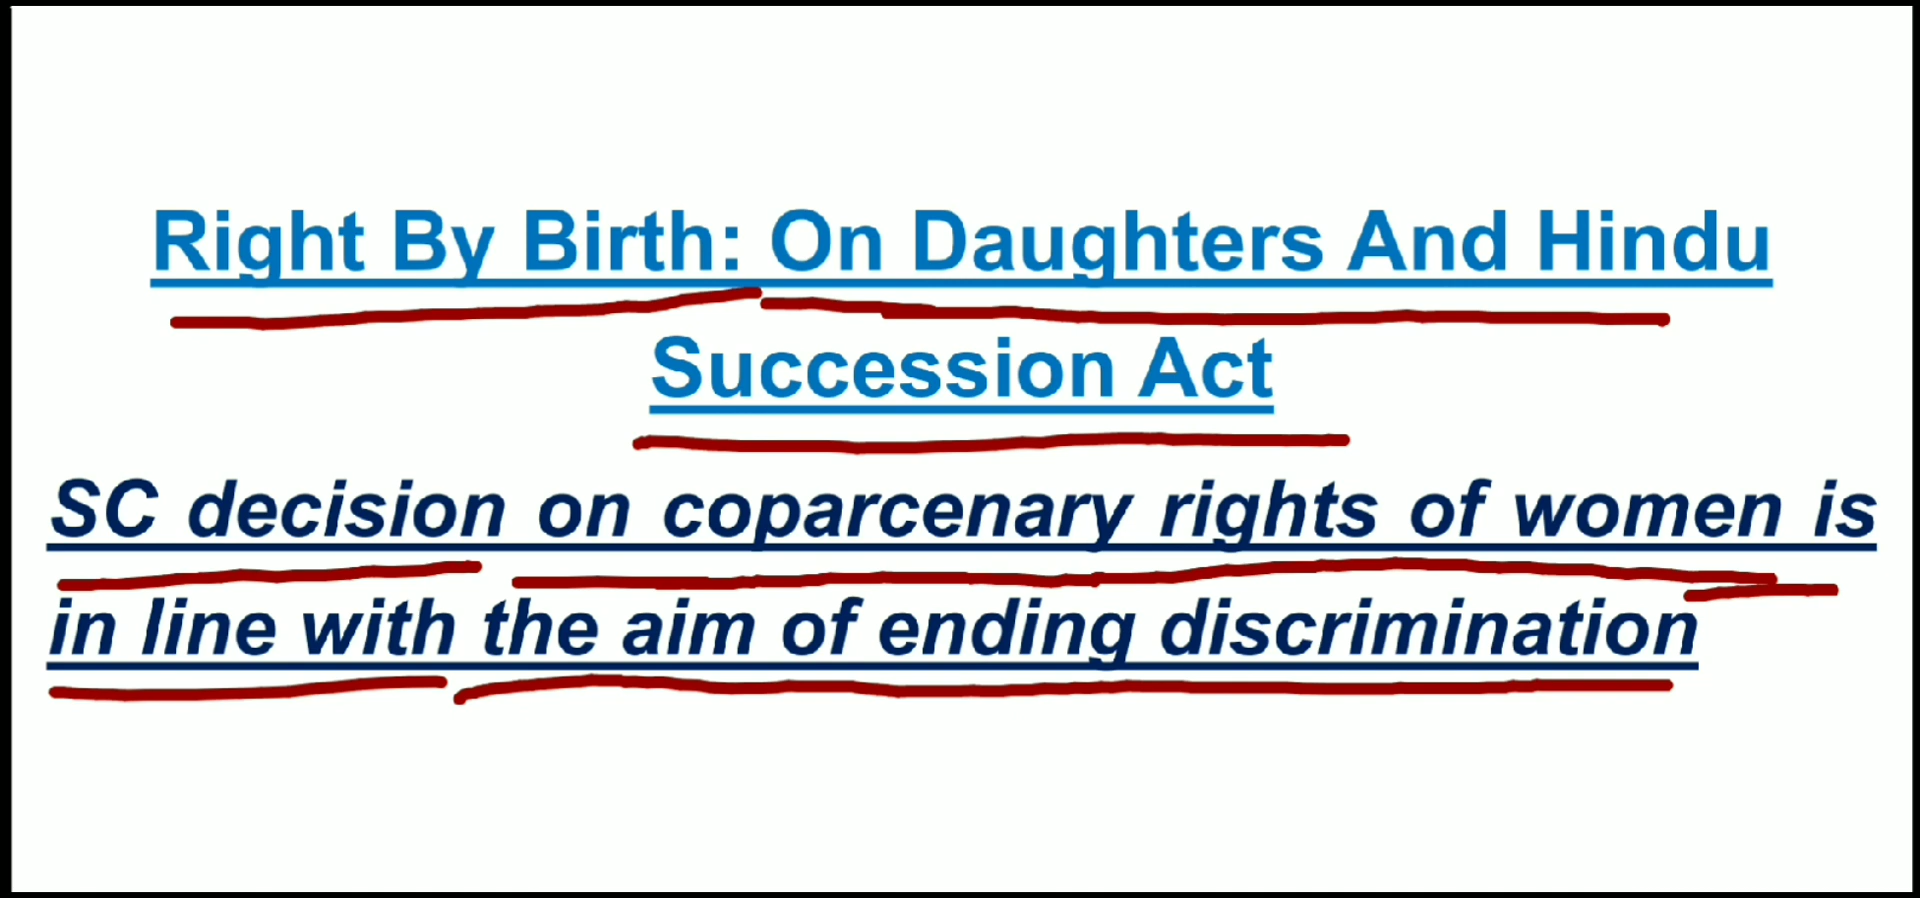 Right By Birth: On Daughters And Hindu
Succession Act
SC decision on coparcenary rights of women is
in line with the aim of ending discrimination